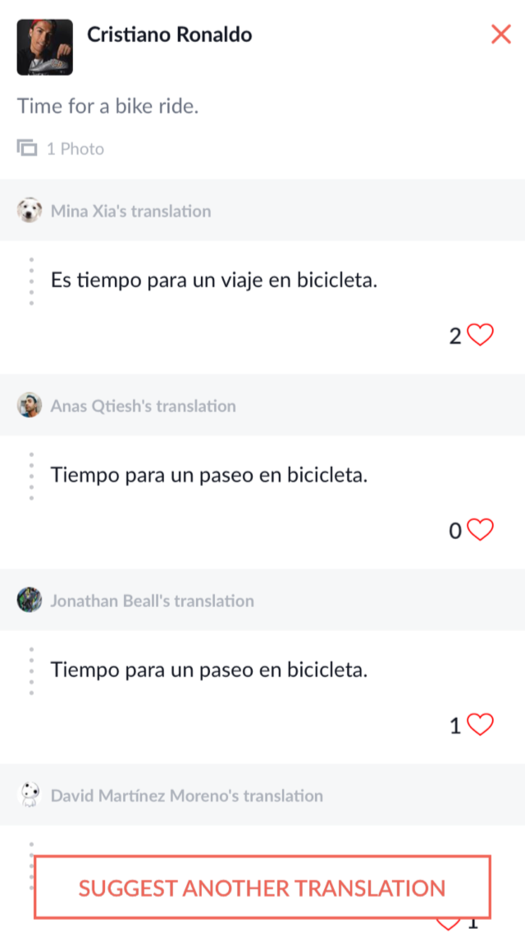 Cristiano Ronaldo
Time for a bike ride.
1 Photo
Mina Xia's translation
Es tiempo para un viaje en bicicleta.
2
Anas Qtiesh's translation
Tiempo para un paseo en bicicleta.
0
Jonathan Beall's translation
Tiempo para un paseo en bicicleta.
1
David Martínez Moreno's translation
SUGGEST ANOTHER TRANSLATION
1